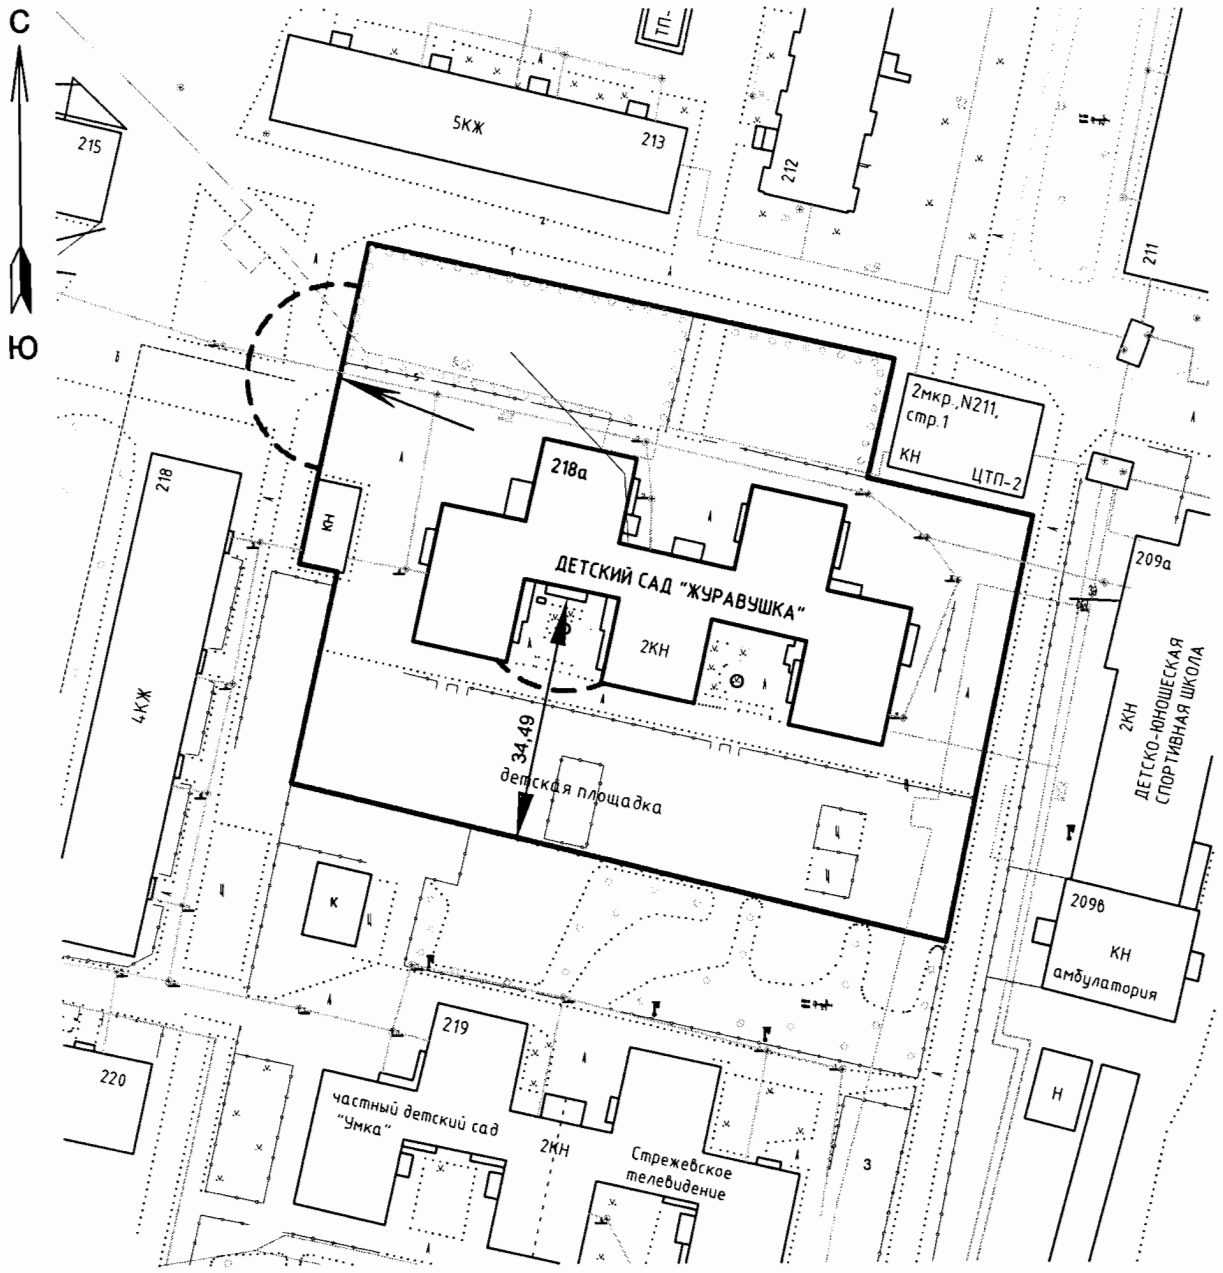 С
Ю
ТП-
215
5КЖ
213
212
211
2
1
2мкр.,N211,
стр.1
КН
ЦТП-2
218
218а
КН
209а
ДЕТСКИЙ САД "ЖУРАВУШКА"
2КН
34,49
детская площадка
4КЖ
2КН
ДЕТСКО-ЮНОШЕСКАЯ
СПОРТИВНАЯ ШКОЛА
К
209в
КН
амбулатория
219
220
частный детский сад
"Умка"
2КН
Стрежевское
телевидение
3
Н